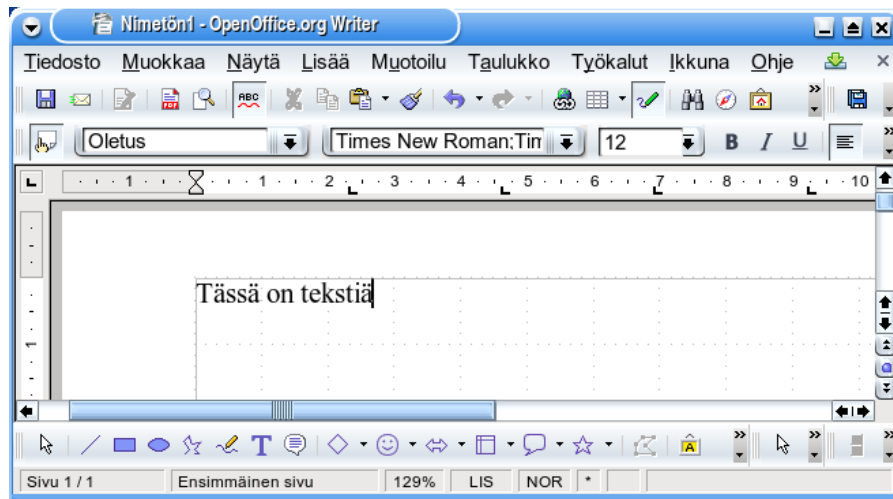 Nimetön1 - OpenOffice.org Writer
Tiedosto Muokkaa Näytä Lisää Muotoilu Taulukko Työkalut Ikkuna Ohje
ABC
Oletus Times New Roman;Tim 12 B I U
1 1 2 3 4 5 6 7 8 9 10
Tässä on tekstiä
1
T A
Sivu 1 / 1 Ensimmäinen sivu 129% LIS NOR *